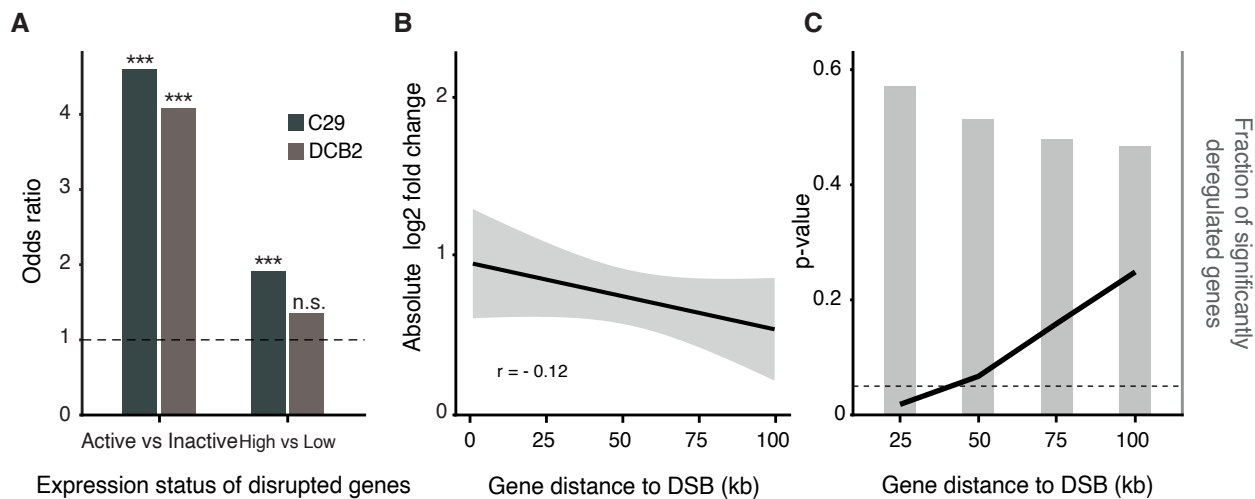 A
Odds ratio
4
3
2
1
0
***
***
***
n.s.
C29
DCB2
Active vs Inactive
High vs Low
Expression status of disrupted genes
B
Absolute log2 fold change
2
1
0
r = - 0.12
0 25 50 75 100
Gene distance to DSB (kb)
C
p-value
0.6
0.4
0.2
0
25 50 75 100
Gene distance to DSB (kb)
Fraction of significantly
deregulated genes